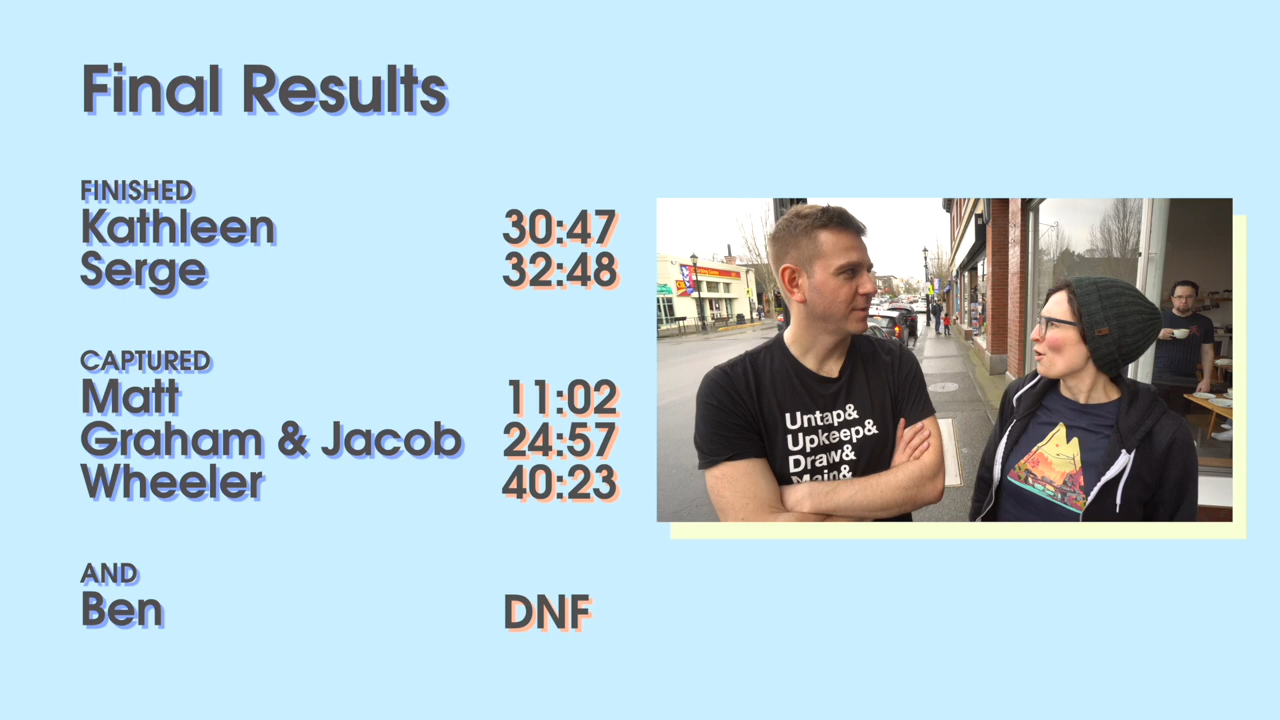 Final Results
FINISHED
Kathleen 30:47
Serge 32:48
CAPTURED
Matt 11:02
Graham & Jacob 24:57
Wheeler 40:23
AND
Ben DNF
Untap&
Upkeep&
Draw&
Main&